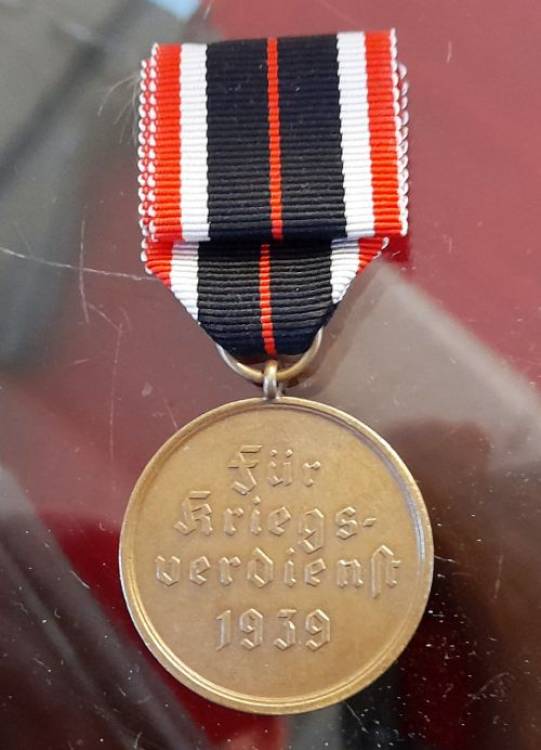 Für
Kriegs-
verdienst
1939